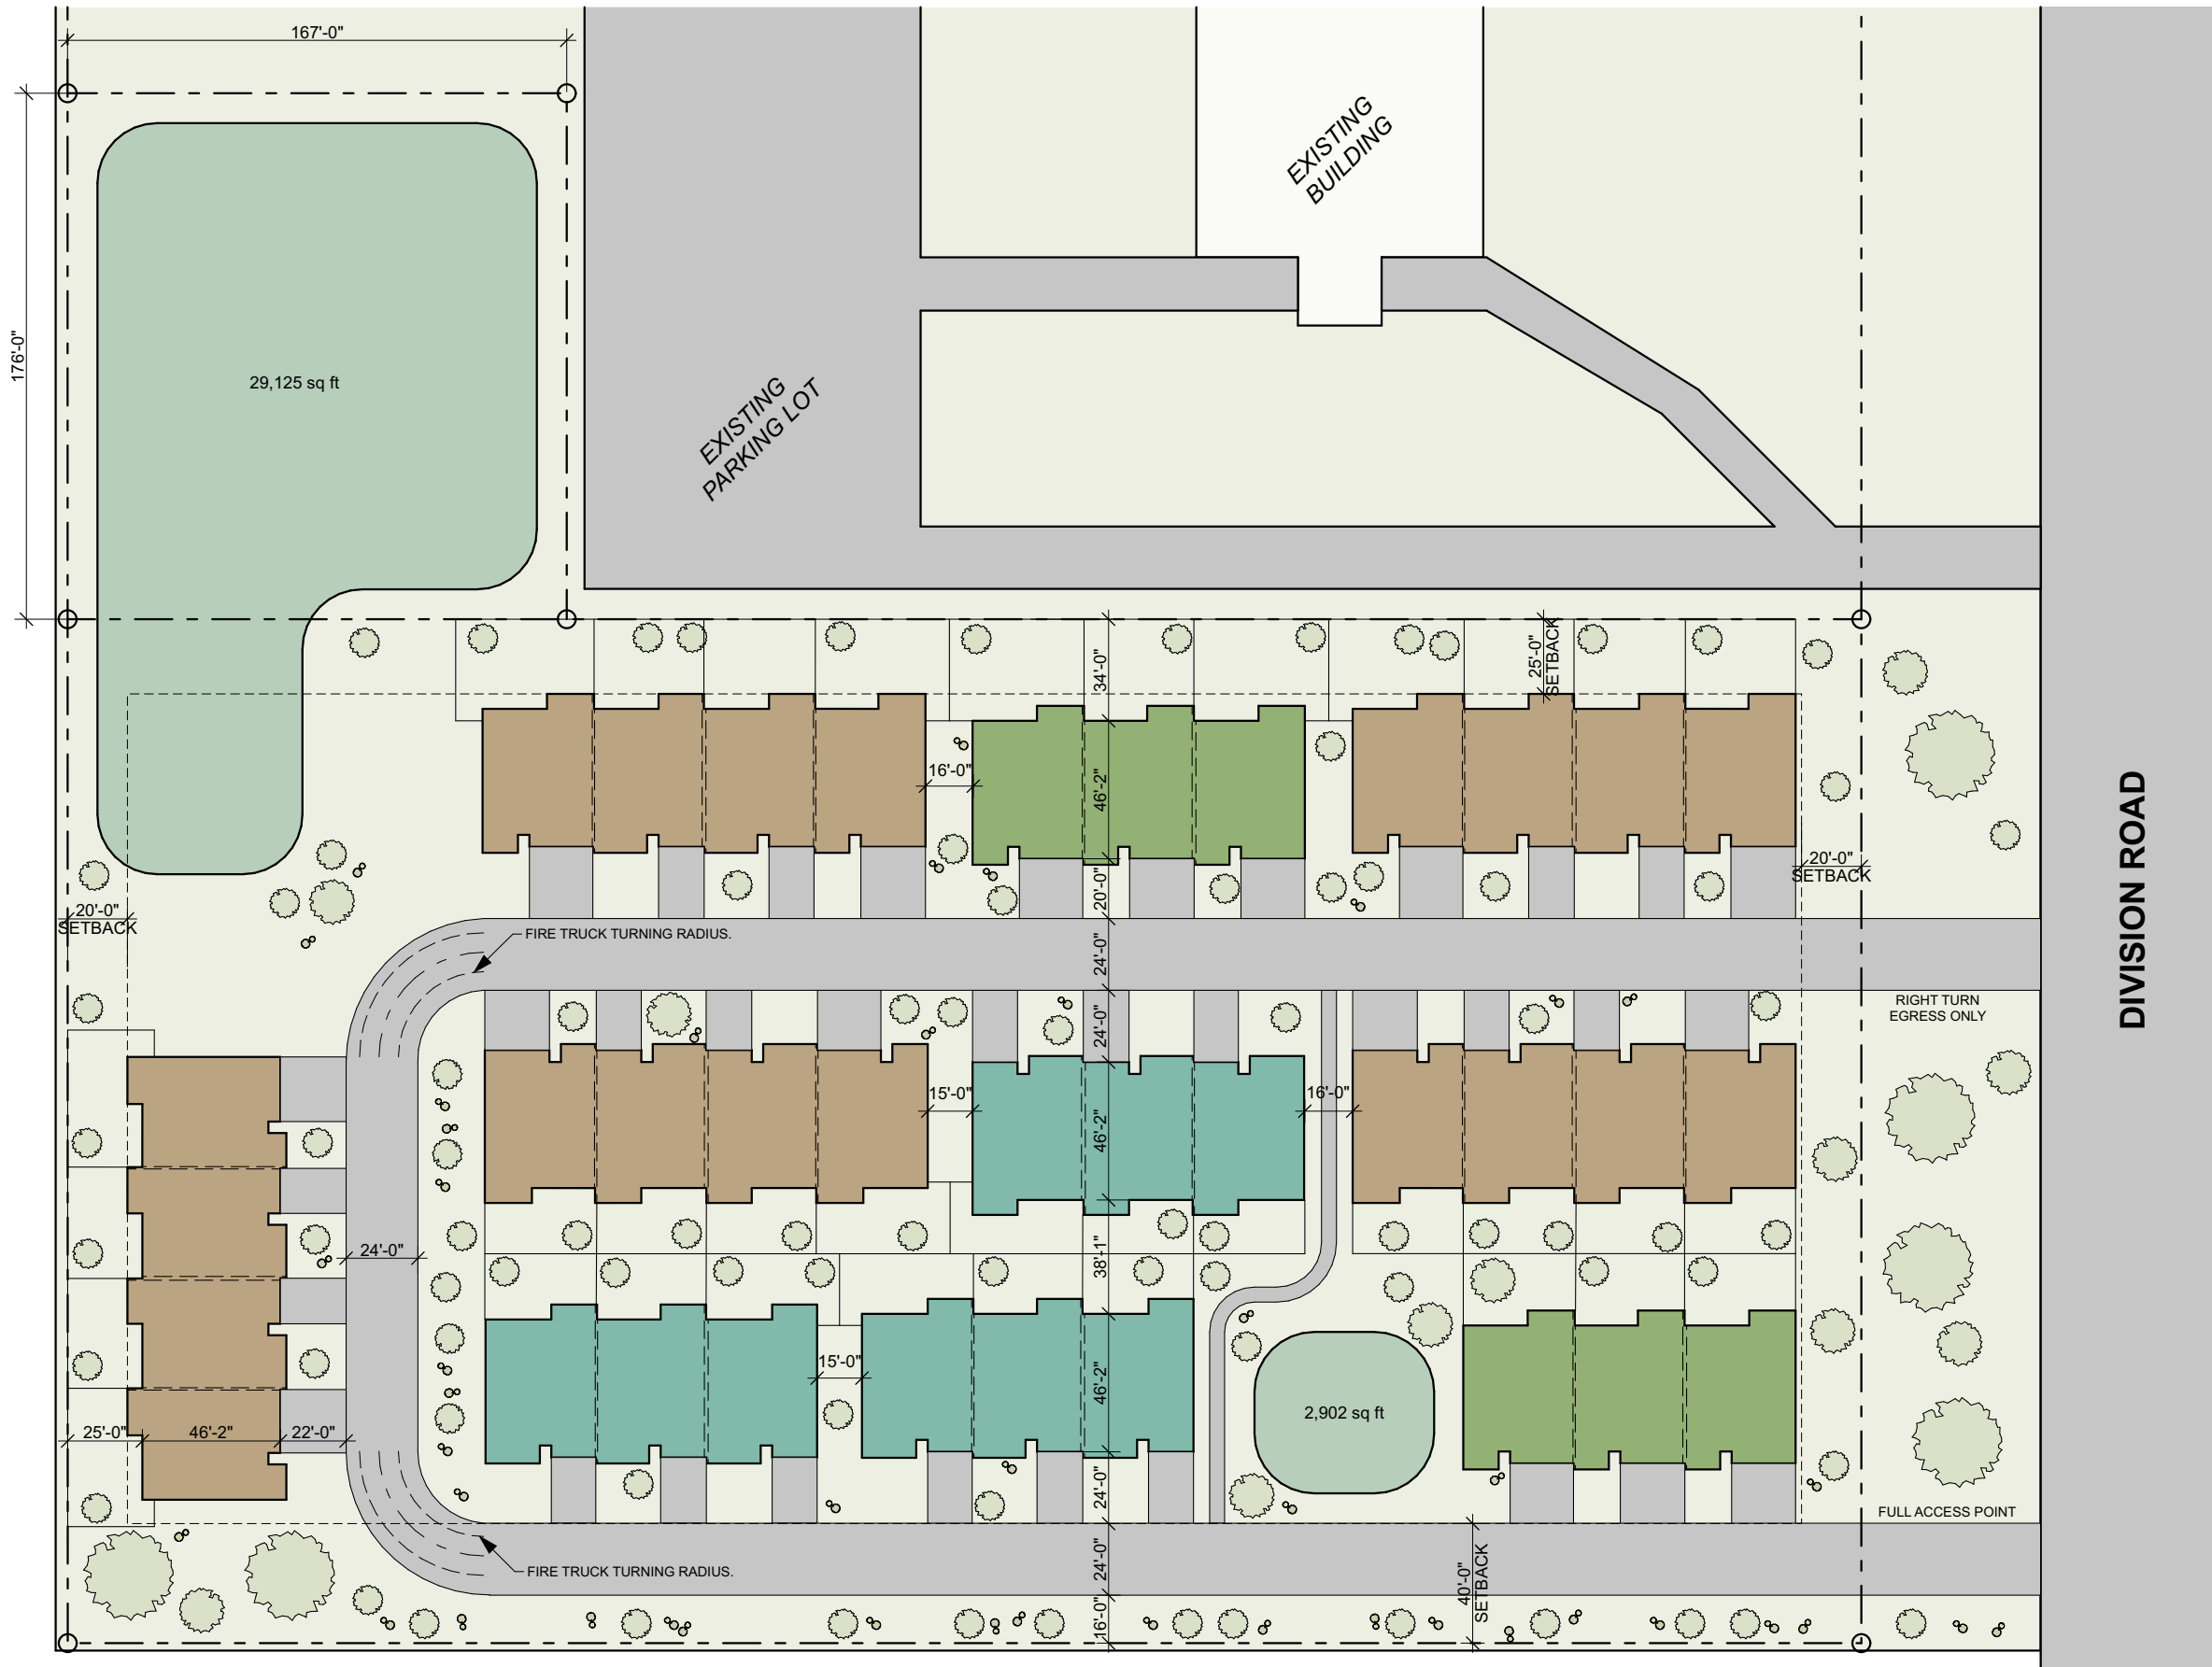 167'-0"
176'-0"
EXISTING
BUILDING
29,125 sq ft
EXISTING
PARKING LOT
34'-0"
25'-0"
SETBACK
16'-0"
46'-2"
20'-0"
20'-0"
SETBACK
DIVISION ROAD
20'-0"
SETBACK
FIRE TRUCK TURNING RADIUS.
24'-0"
RIGHT TURN
EGRESS ONLY
24'-0"
15'-0"
46'-2"
16'-0"
24'-0"
38'-1"
15'-0"
46'-2"
2,902 sq ft
25'-0"
46'-2"
22'-0"
24'-0"
FULL ACCESS POINT
FIRE TRUCK TURNING RADIUS.
24'-0"
40'-0"
SETBACK
16'-0"